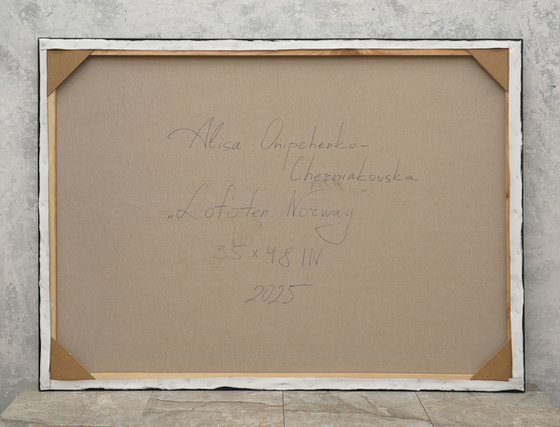 Alisa Onipchenko-
Cherniakovska
„Lofoten. Norway"
35 x 48 IN
2025